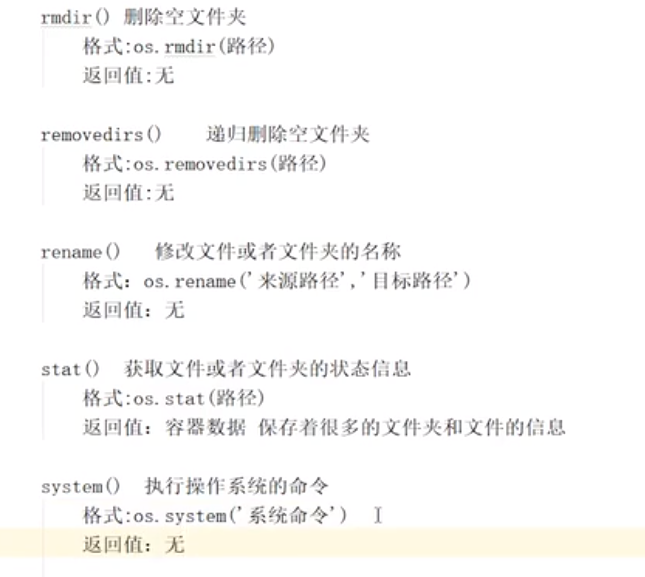 rmdir() 删除空文件夹
格式:os.rmdir(路径)
返回值:无
removedirs() 递归删除空文件夹
格式:os.removedirs(路径)
返回值:无
rename() 修改文件或者文件夹的名称
格式：os.rename('来源路径','目标路径')
返回值：无
stat() 获取文件或者文件夹的状态信息
格式:os.stat(路径)
返回值：容器数据 保存着很多的文件夹和文件的信息
system() 执行操作系统的命令
格式:os.system('系统命令')
返回值：无